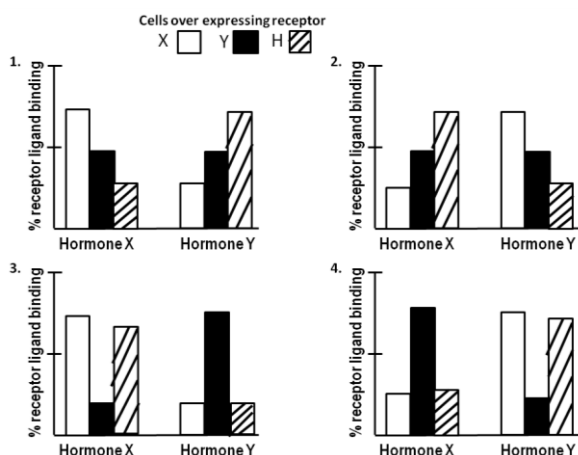 Cells over expressing receptor
X Y H
1.
% receptor ligand binding
Hormone X Hormone Y
2.
% receptor ligand binding
Hormone X Hormone Y
3.
% receptor ligand binding
Hormone X Hormone Y
4.
% receptor ligand binding
Hormone X Hormone Y